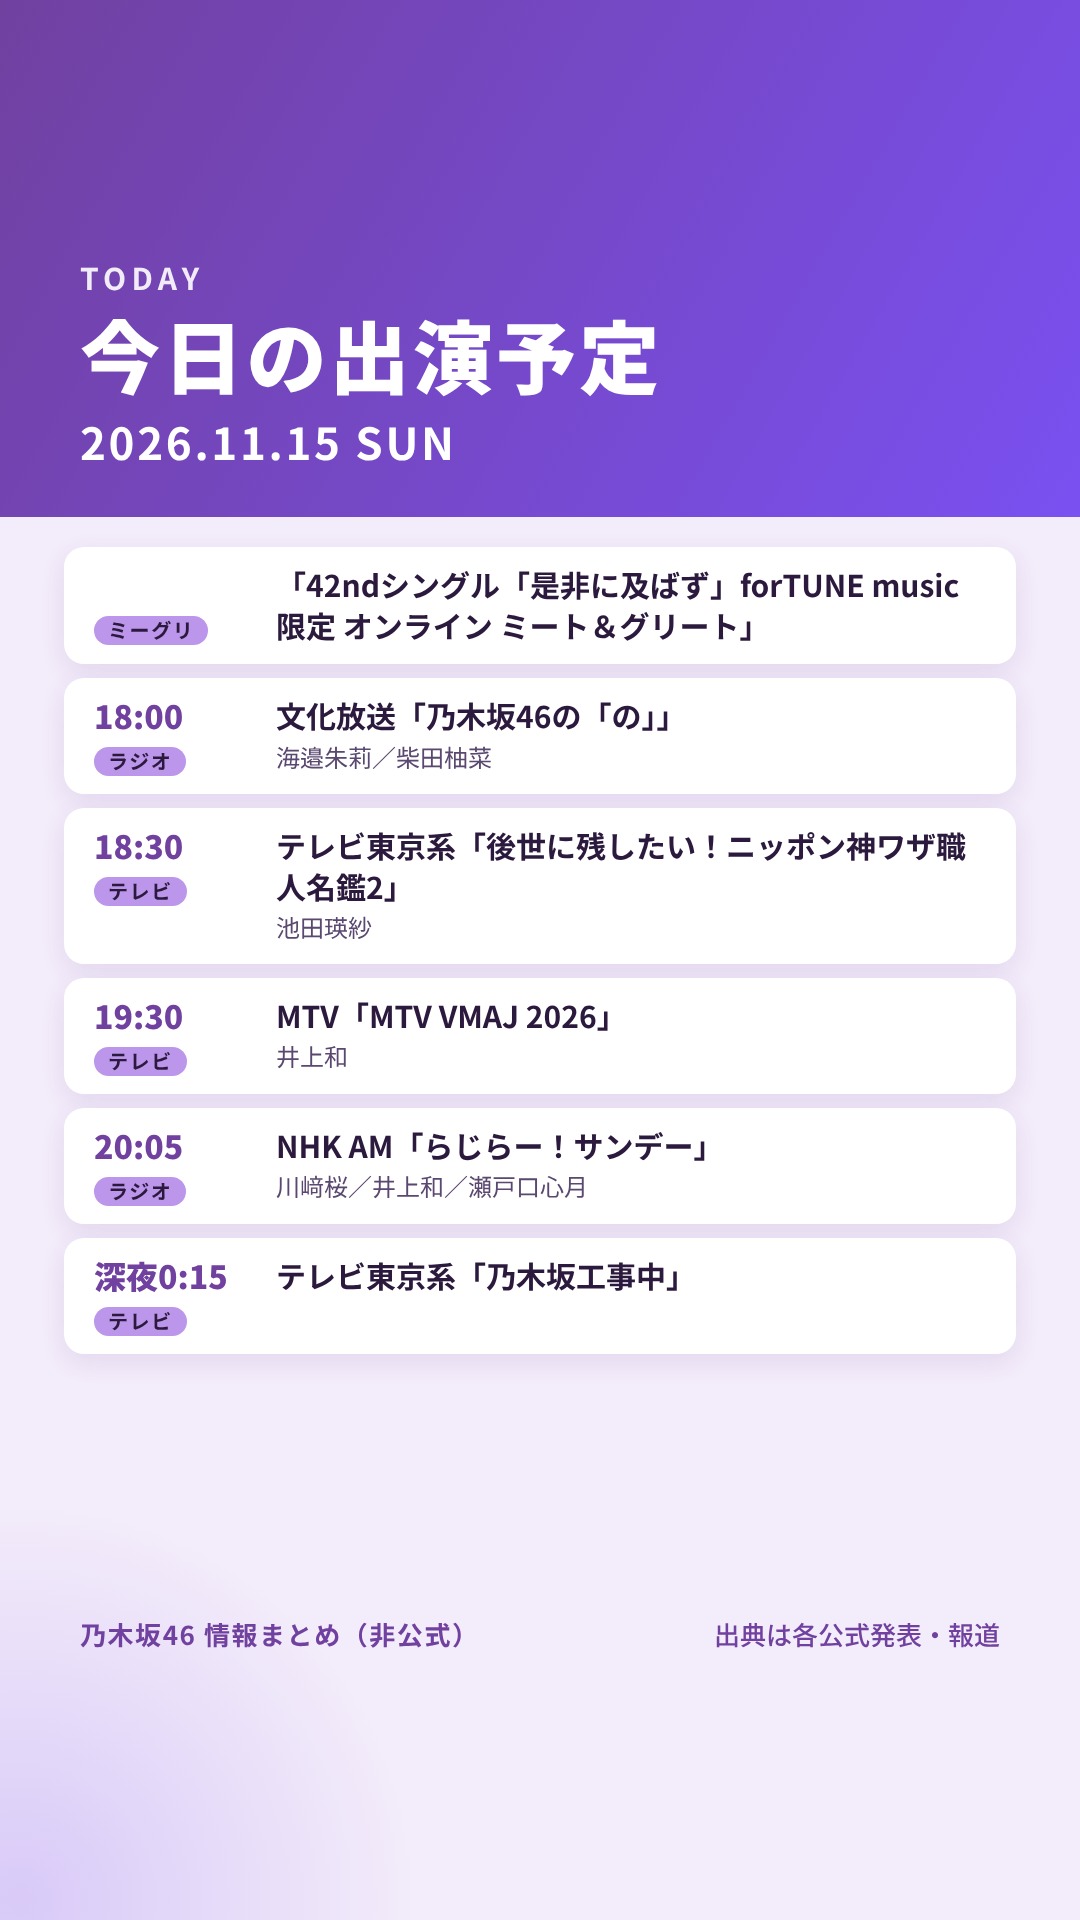 TODAY
今日の出演予定
2026.11.15 SUN
ミーグリ
「42ndシングル「是非に及ばず」forTUNE music
限定 オンライン ミート＆グリート」
18:00
ラジオ
文化放送「乃木坂46の「の」」
海邉朱莉／柴田柚菜
18:30
テレビ
テレビ東京系「後世に残したい！ニッポン神ワザ職
人名鑑2」
池田瑛紗
19:30
テレビ
MTV「MTV VMAJ 2026」
井上和
20:05
ラジオ
NHK AM「らじらー！サンデー」
川﨑桜／井上和／瀬戸口心月
深夜0:15
テレビ
テレビ東京系「乃木坂工事中」
乃木坂46 情報まとめ（非公式）
出典は各公式発表・報道